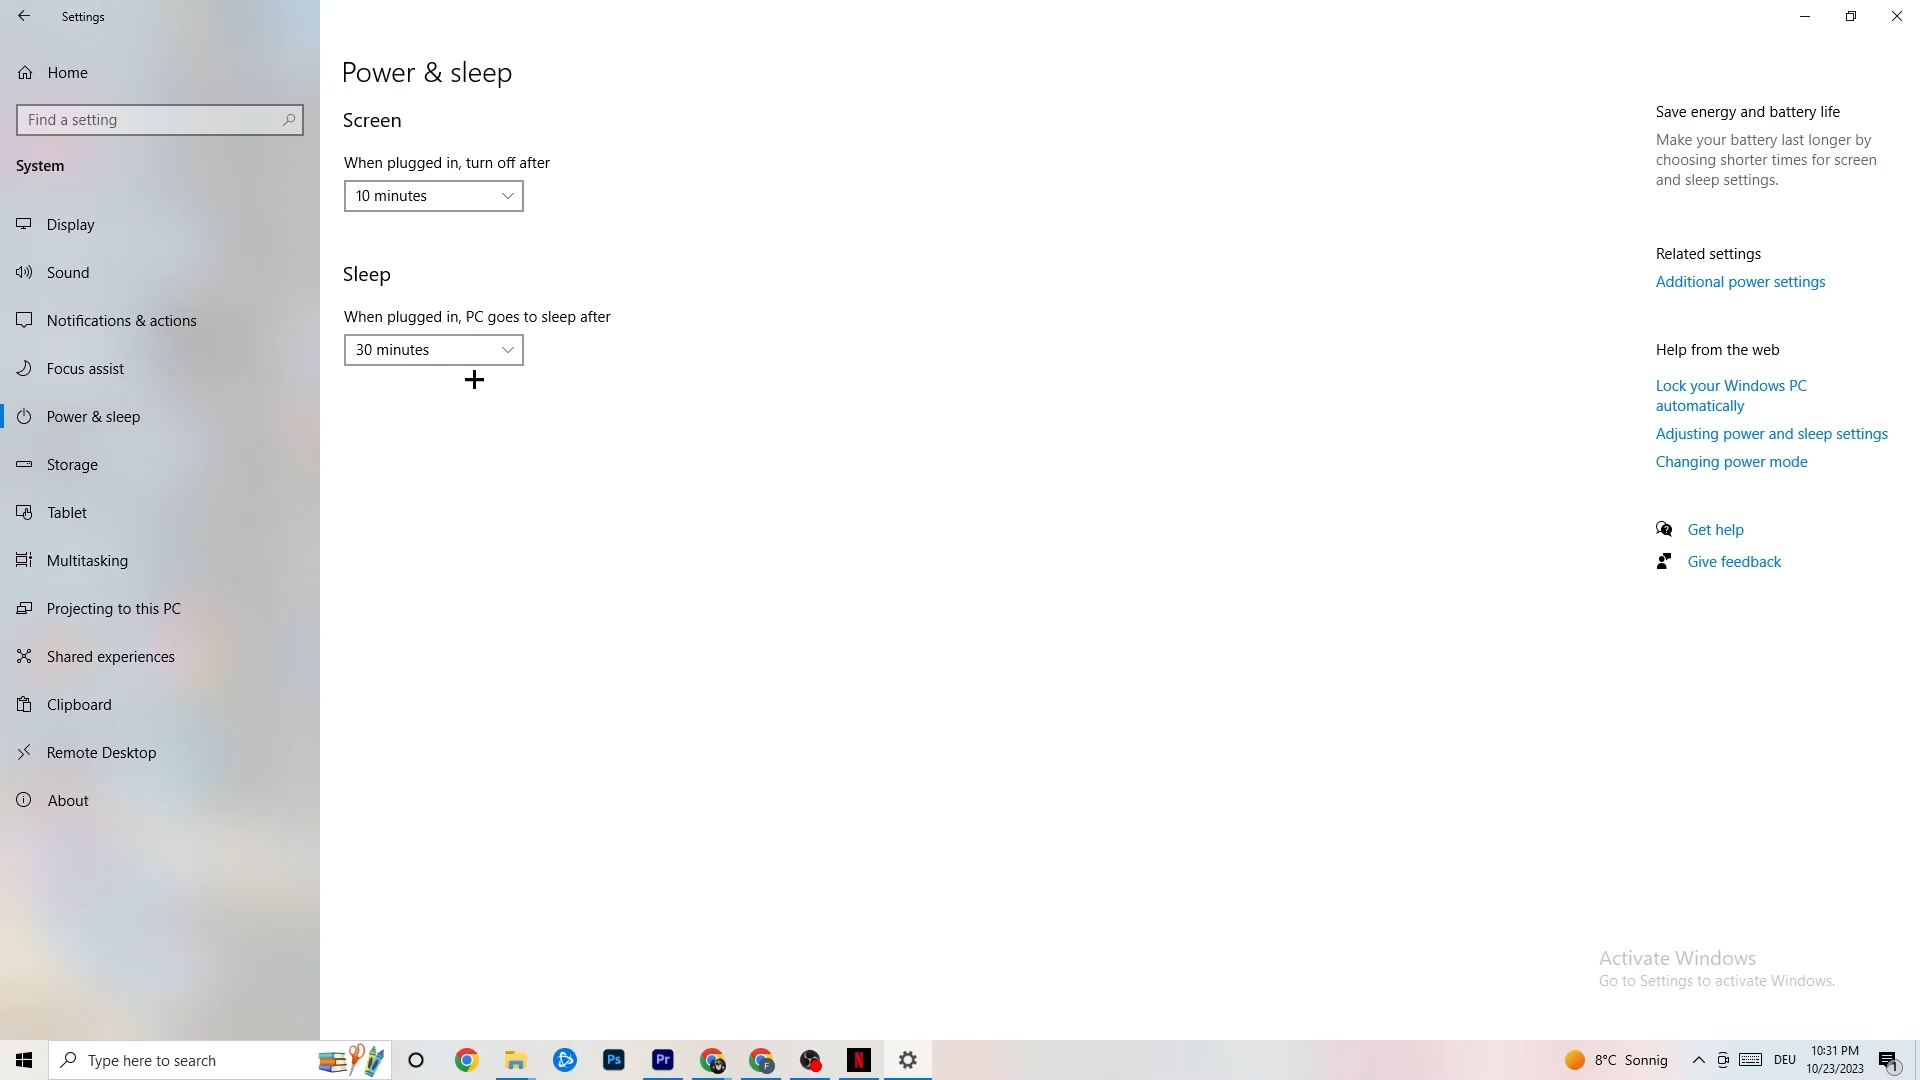 Settings
Home
Find a setting
System
Display
Sound
Notifications & actions
Focus assist
Power & sleep
Storage
Tablet
Multitasking
Projecting to this PC
Shared experiences
Clipboard
Remote Desktop
About
Power & sleep
Screen
When plugged in, turn off after
10 minutes
Sleep
When plugged in, PC goes to sleep after
30 minutes
Save energy and battery life
Make your battery last longer by
choosing shorter times for screen
and sleep settings.
Related settings
Additional power settings
Help from the web
Lock your Windows PC
automatically
Adjusting power and sleep settings
Changing power mode
Get help
Give feedback
Activate Windows
Go to Settings to activate Windows.
Type here to search
Ps
Pr
F
N
8°C Sonnig
DEU
10:31 PM
10/23/2023
1